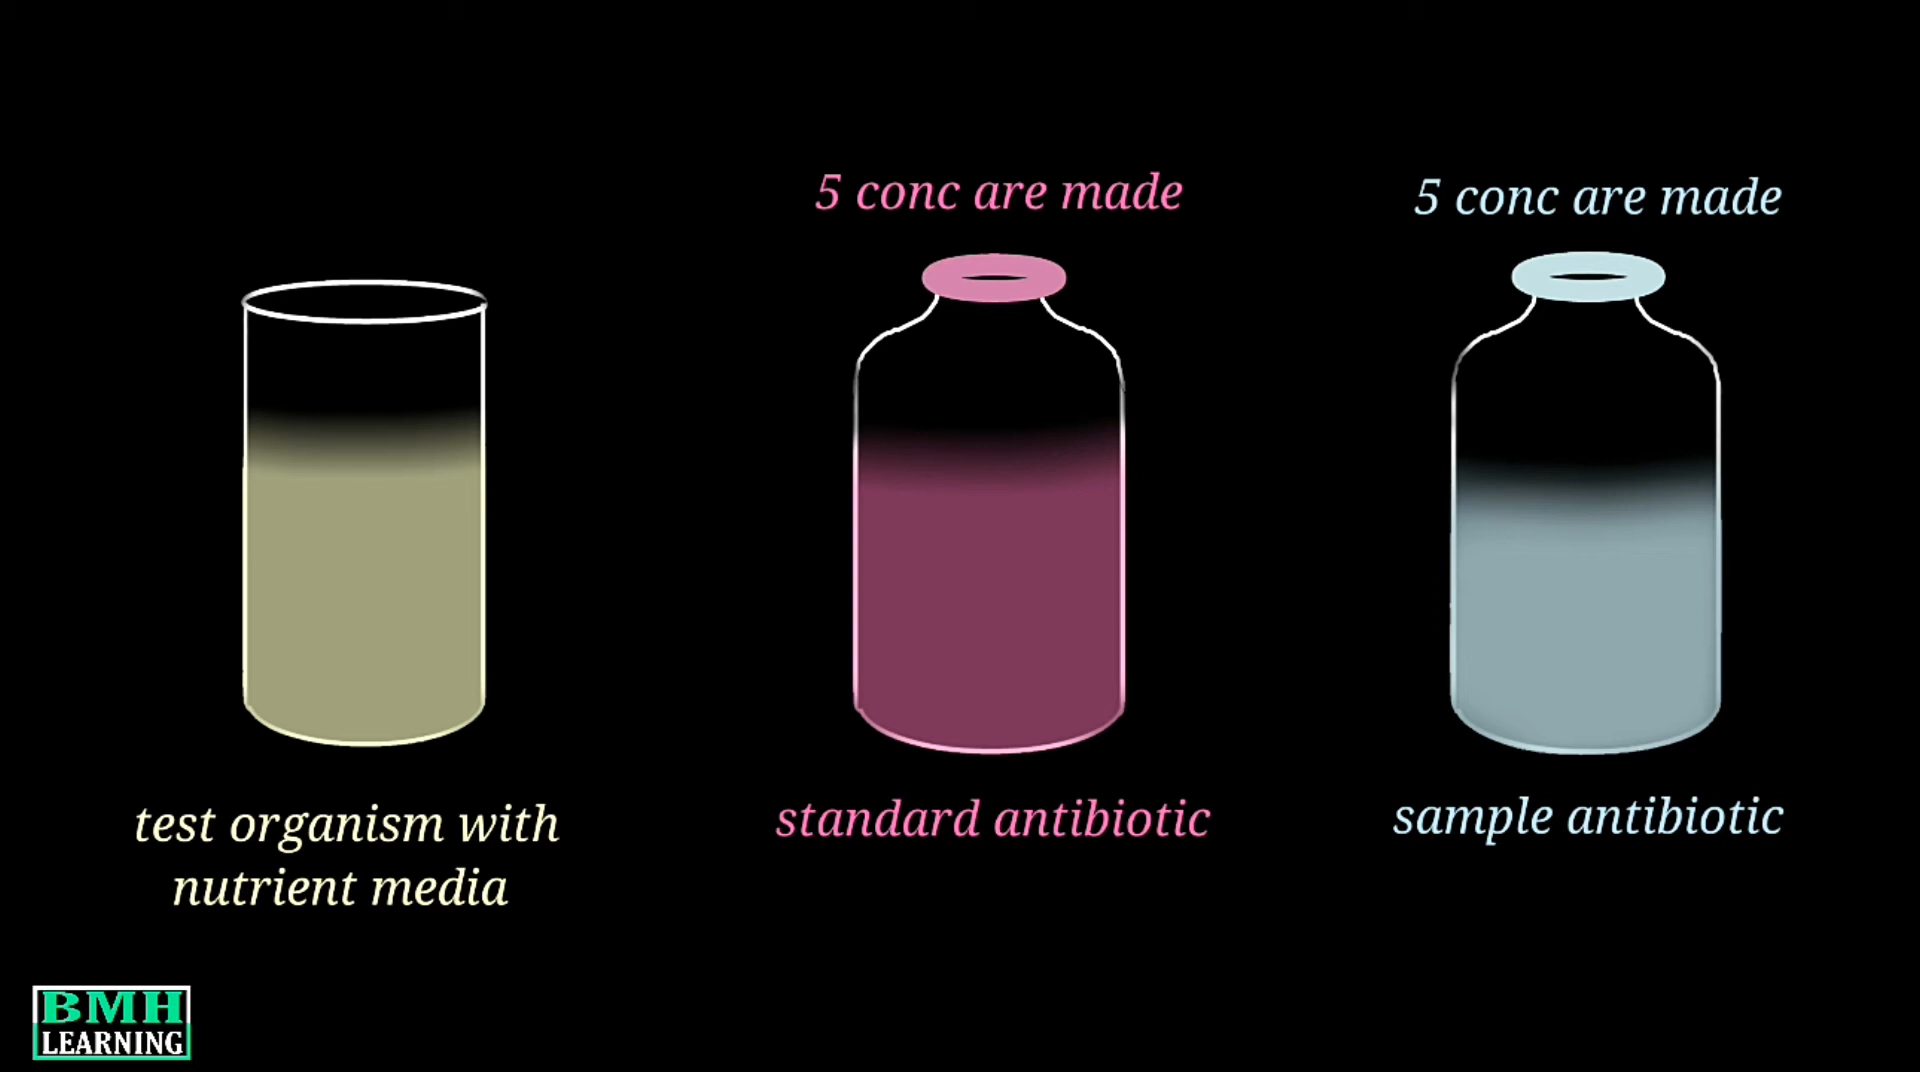 5 conc are made
5 conc are made
test organism with
nutrient media
standard antibiotic
sample antibiotic
BMH
LEARNING